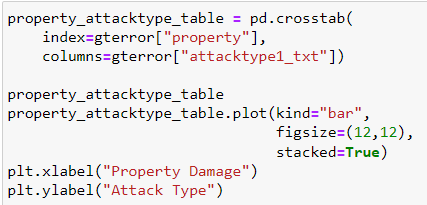 property_attacktype_table = pd.crosstab(
    index=gterror["property"],
    columns=gterror["attacktype1_txt"])

property_attacktype_table
property_attacktype_table.plot(kind="bar",
                               figsize=(12,12),
                               stacked=True)
plt.xlabel("Property Damage")
plt.ylabel("Attack Type")